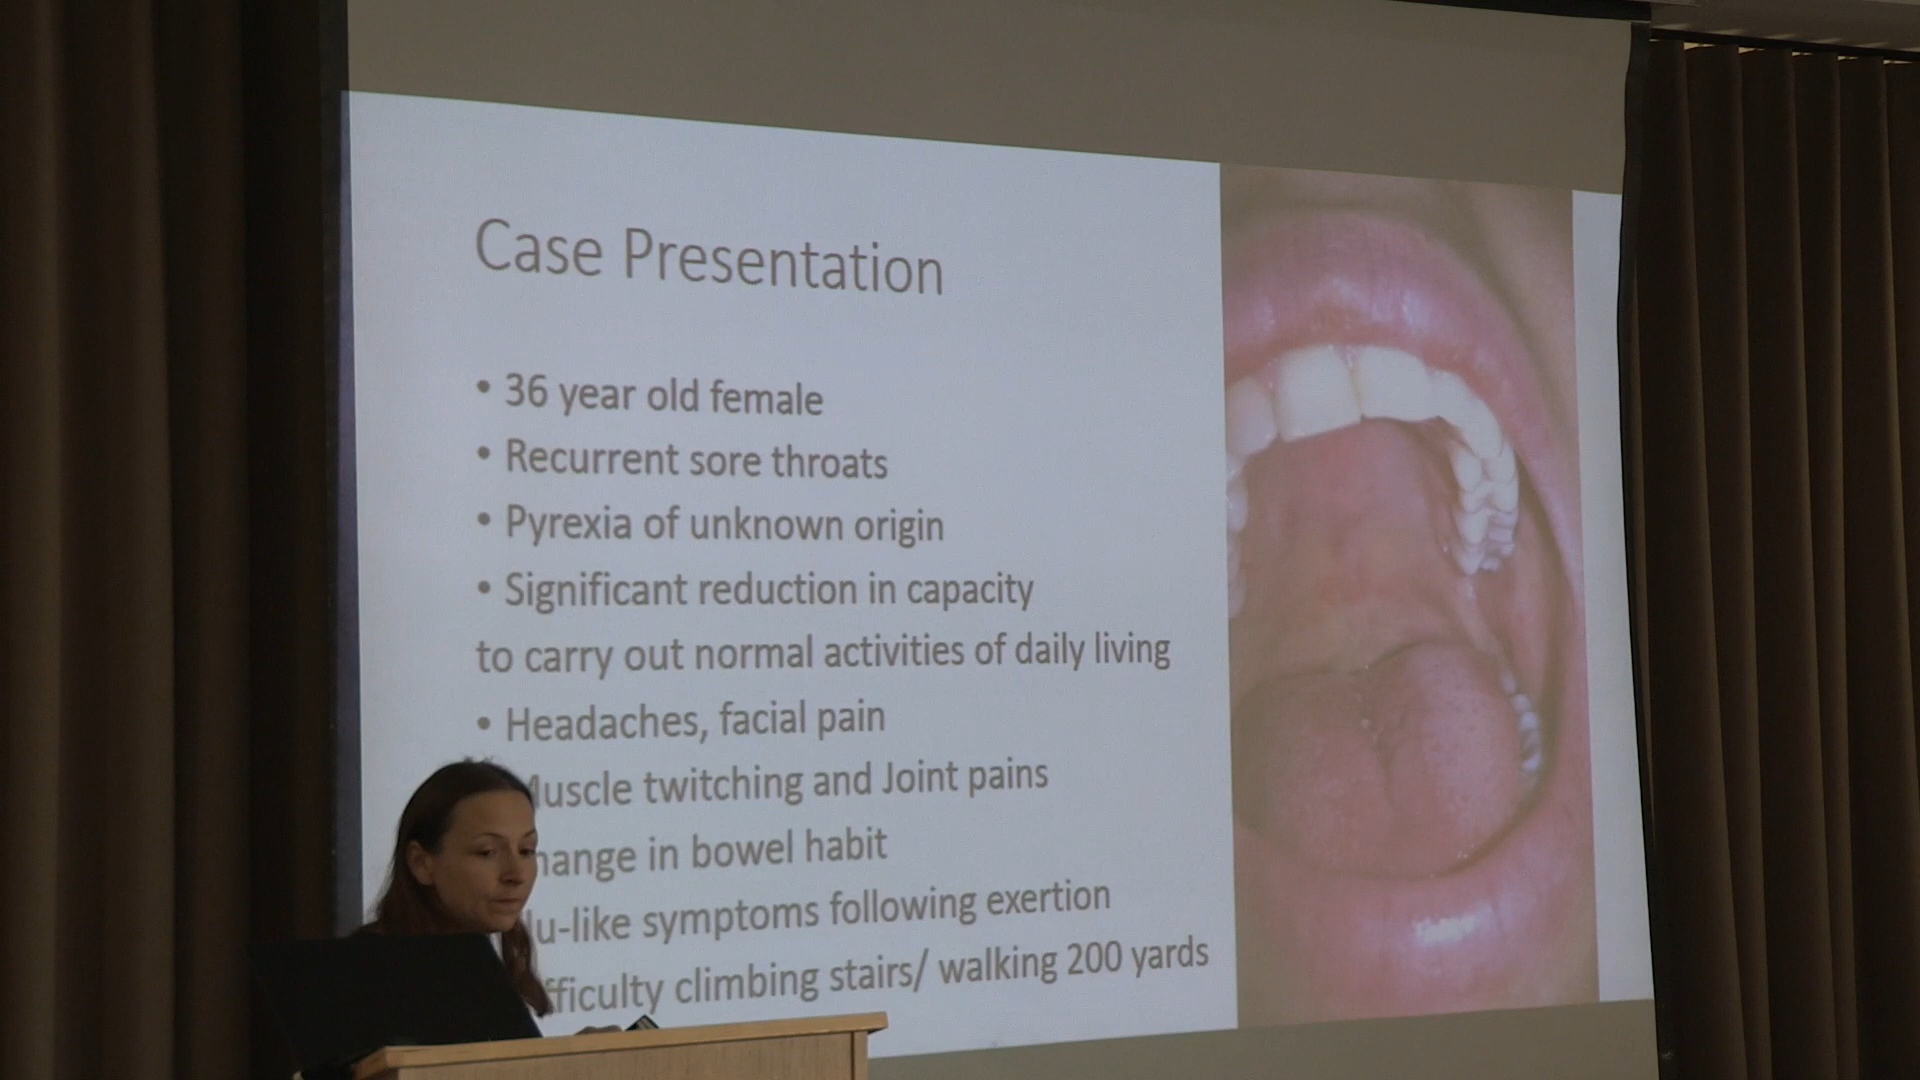 Case Presentation
• 36 year old female
• Recurrent sore throats
• Pyrexia of unknown origin
• Significant reduction in capacity
to carry out normal activities of daily living
• Headaches, facial pain
Muscle twitching and Joint pains
hange in bowel habit
u-like symptoms following exertion
fficulty climbing stairs/ walking 200 yards